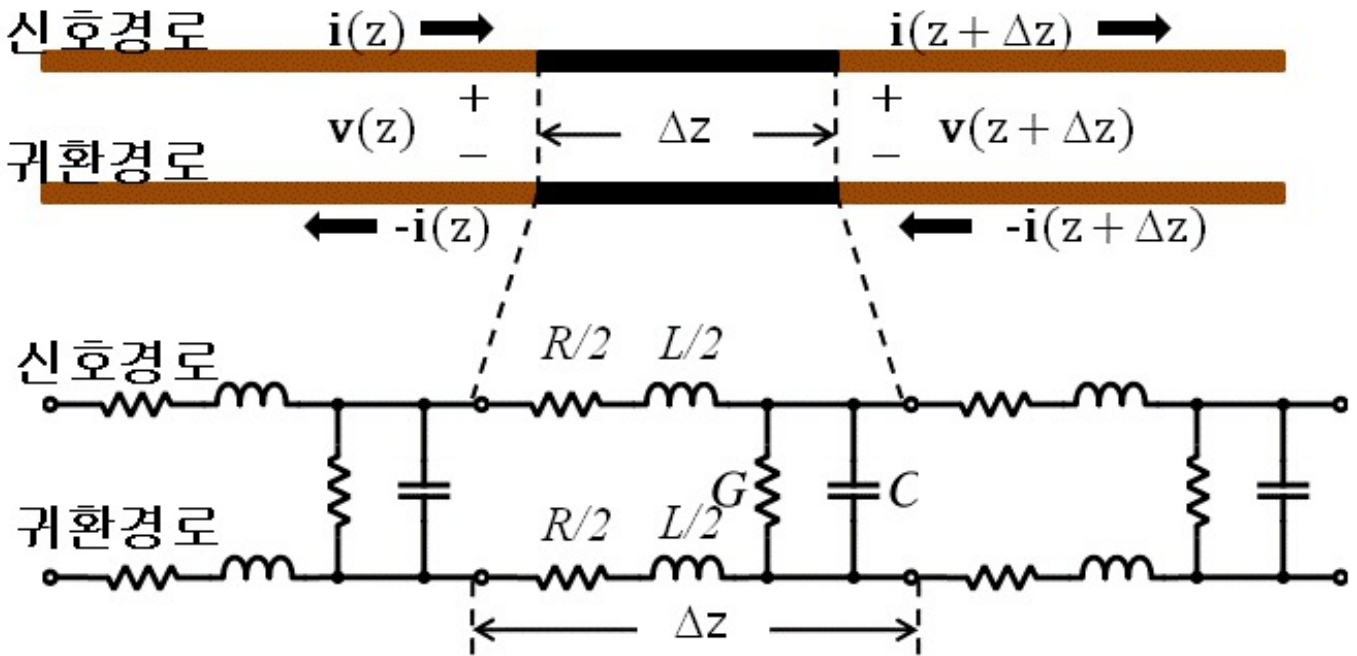 신호경로 i(z) i(z + Δz)
+ +
v(z) Δz v(z + Δz)
− −
귀환경로
-i(z) -i(z + Δz)
R/2 L/2
신호경로
G C
R/2 L/2
귀환경로
Δz